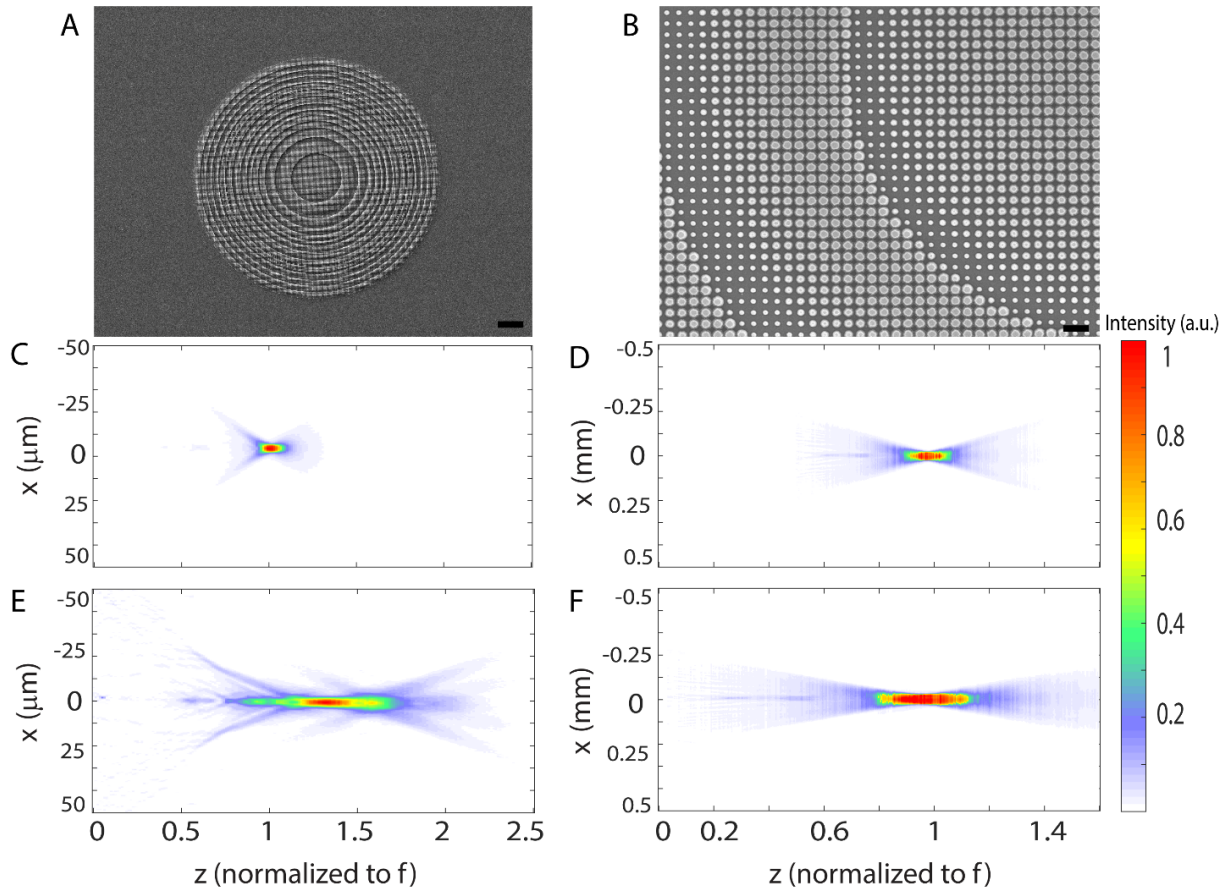 A
B
Intensity (a.u.)
1
0.8
0.6
0.4
0.2
C
-50
-25
0
25
50
x (μm)
D
-0.5
-0.25
0
0.25
0.5
x (mm)
E
-50
-25
0
25
50
x (μm)
0 0.5 1 1.5 2 2.5
z (normalized to f)
F
-0.5
-0.25
0
0.25
0.5
x (mm)
0 0.2 0.6 1 1.4
z (normalized to f)